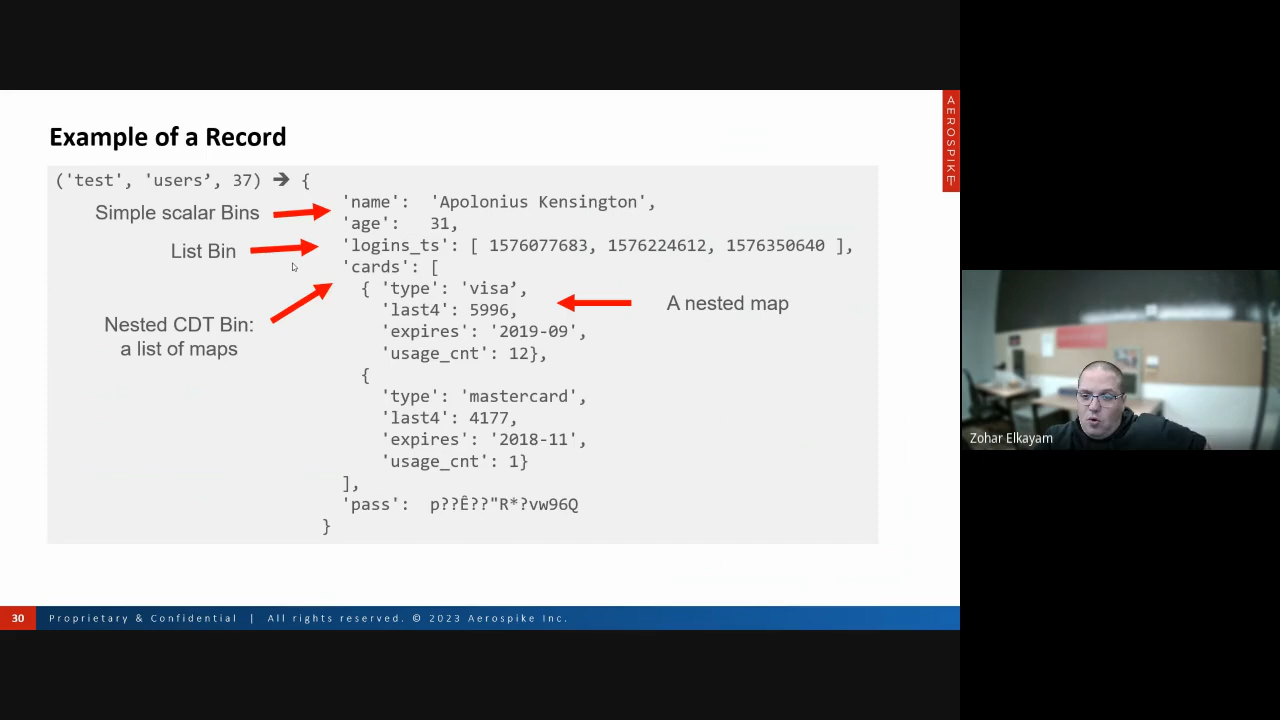 Example of a Record
AEROSPIKE
('test', 'users’, 37) ➔ {
Simple scalar Bins
'name': 'Apolonius Kensington',
'age': 31,
List Bin
'logins_ts': [ 1576077683, 1576224612, 1576350640 ],
'cards': [
{ 'type': 'visa’,
A nested map
'last4': 5996,
Nested CDT Bin:
a list of maps
'expires': '2019-09',
'usage_cnt': 12},
{
'type': 'mastercard',
'last4': 4177,
'expires': '2018-11',
'usage_cnt': 1}
],
'pass': p??Ê??"R*?vw96Q
}
Zohar Elkayam
30 Proprietary & Confidential | All rights reserved. © 2023 Aerospike Inc.